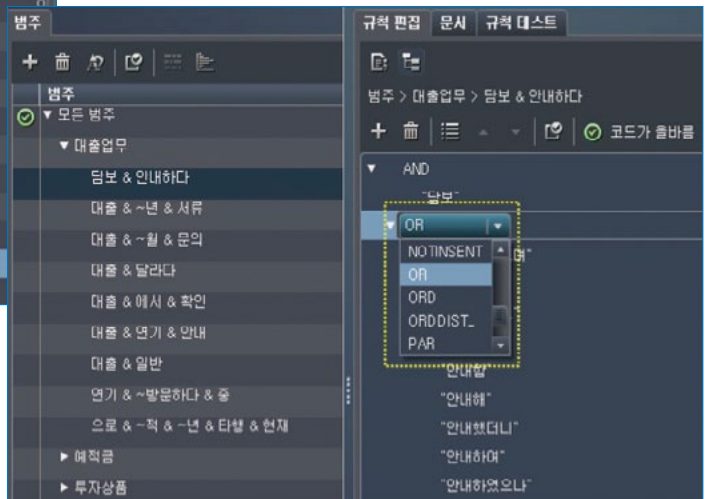 범주
범주
모든 범주
대출업무
담보 & 안내하다
대출 & ~년 & 서류
대출 & ~월 & 문의
대출 & 달라다
대출 & 에서 & 확인
대출 & 연기 & 안내
대출 & 일반
연기 & ~방문하다 & 중
으로 & ~적 & ~년 & 타행 & 현재
예적금
투자상품
규칙 편집 문서 규칙 테스트
범주 > 대출업무 > 담보 & 안내하다
코드가 올바름
AND
"담보"
OR
NOTINSENT
OR
ORD
ORDDIST_
PAR
"안내함"
"안내해"
"안내했더니"
"안내하여"
"안내하였으나"